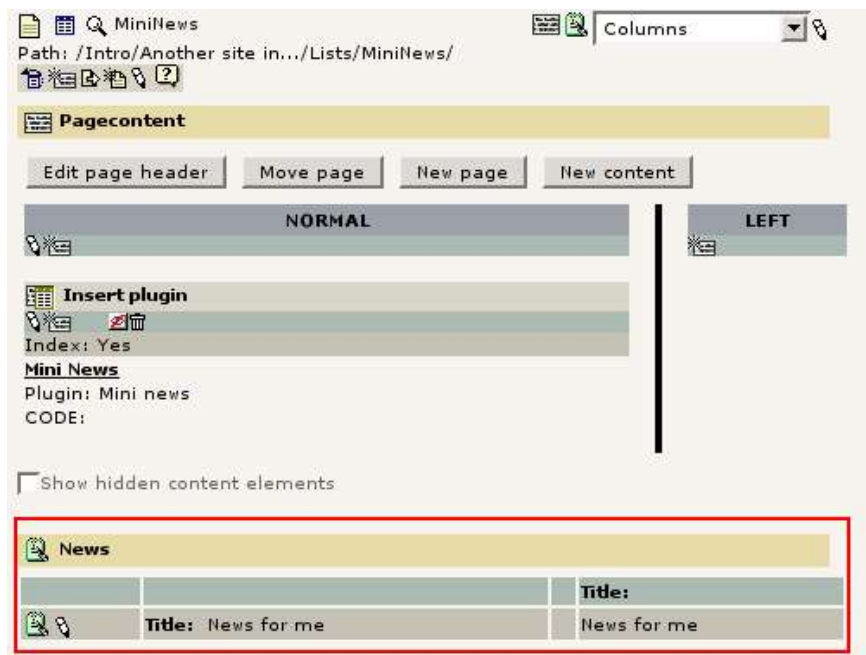 MiniNews Columns
Path: /Intro/Another site in.../Lists/MiniNews/
Pagecontent
Edit page header Move page New page New content
NORMAL LEFT
Insert plugin
Index: Yes
Mini News
Plugin: Mini news
CODE:
Show hidden content elements
News
Title:
Title: News for me News for me